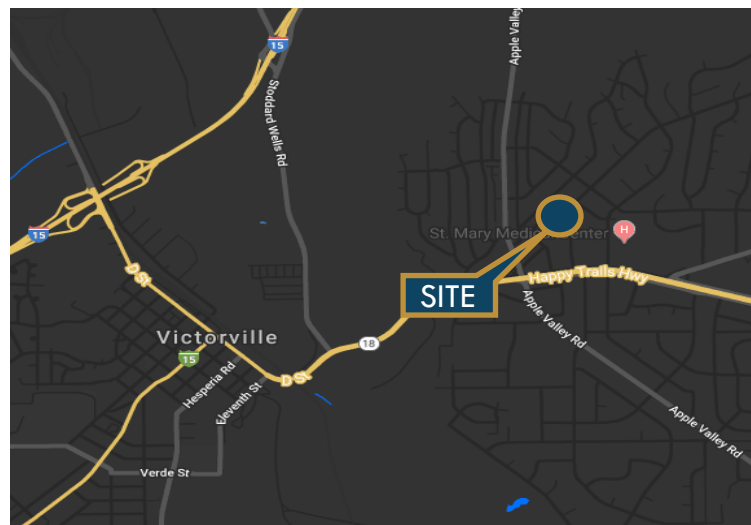 15
Apple Valley
Stoddard Wells Rd
15
St. Mary Medical Center
H
D St
SITE
Happy Trails Hwy
Apple Valley Rd
Victorville
18
15
Hesperia Rd
D St
Eleventh St
Apple Valley Rd
Verde St